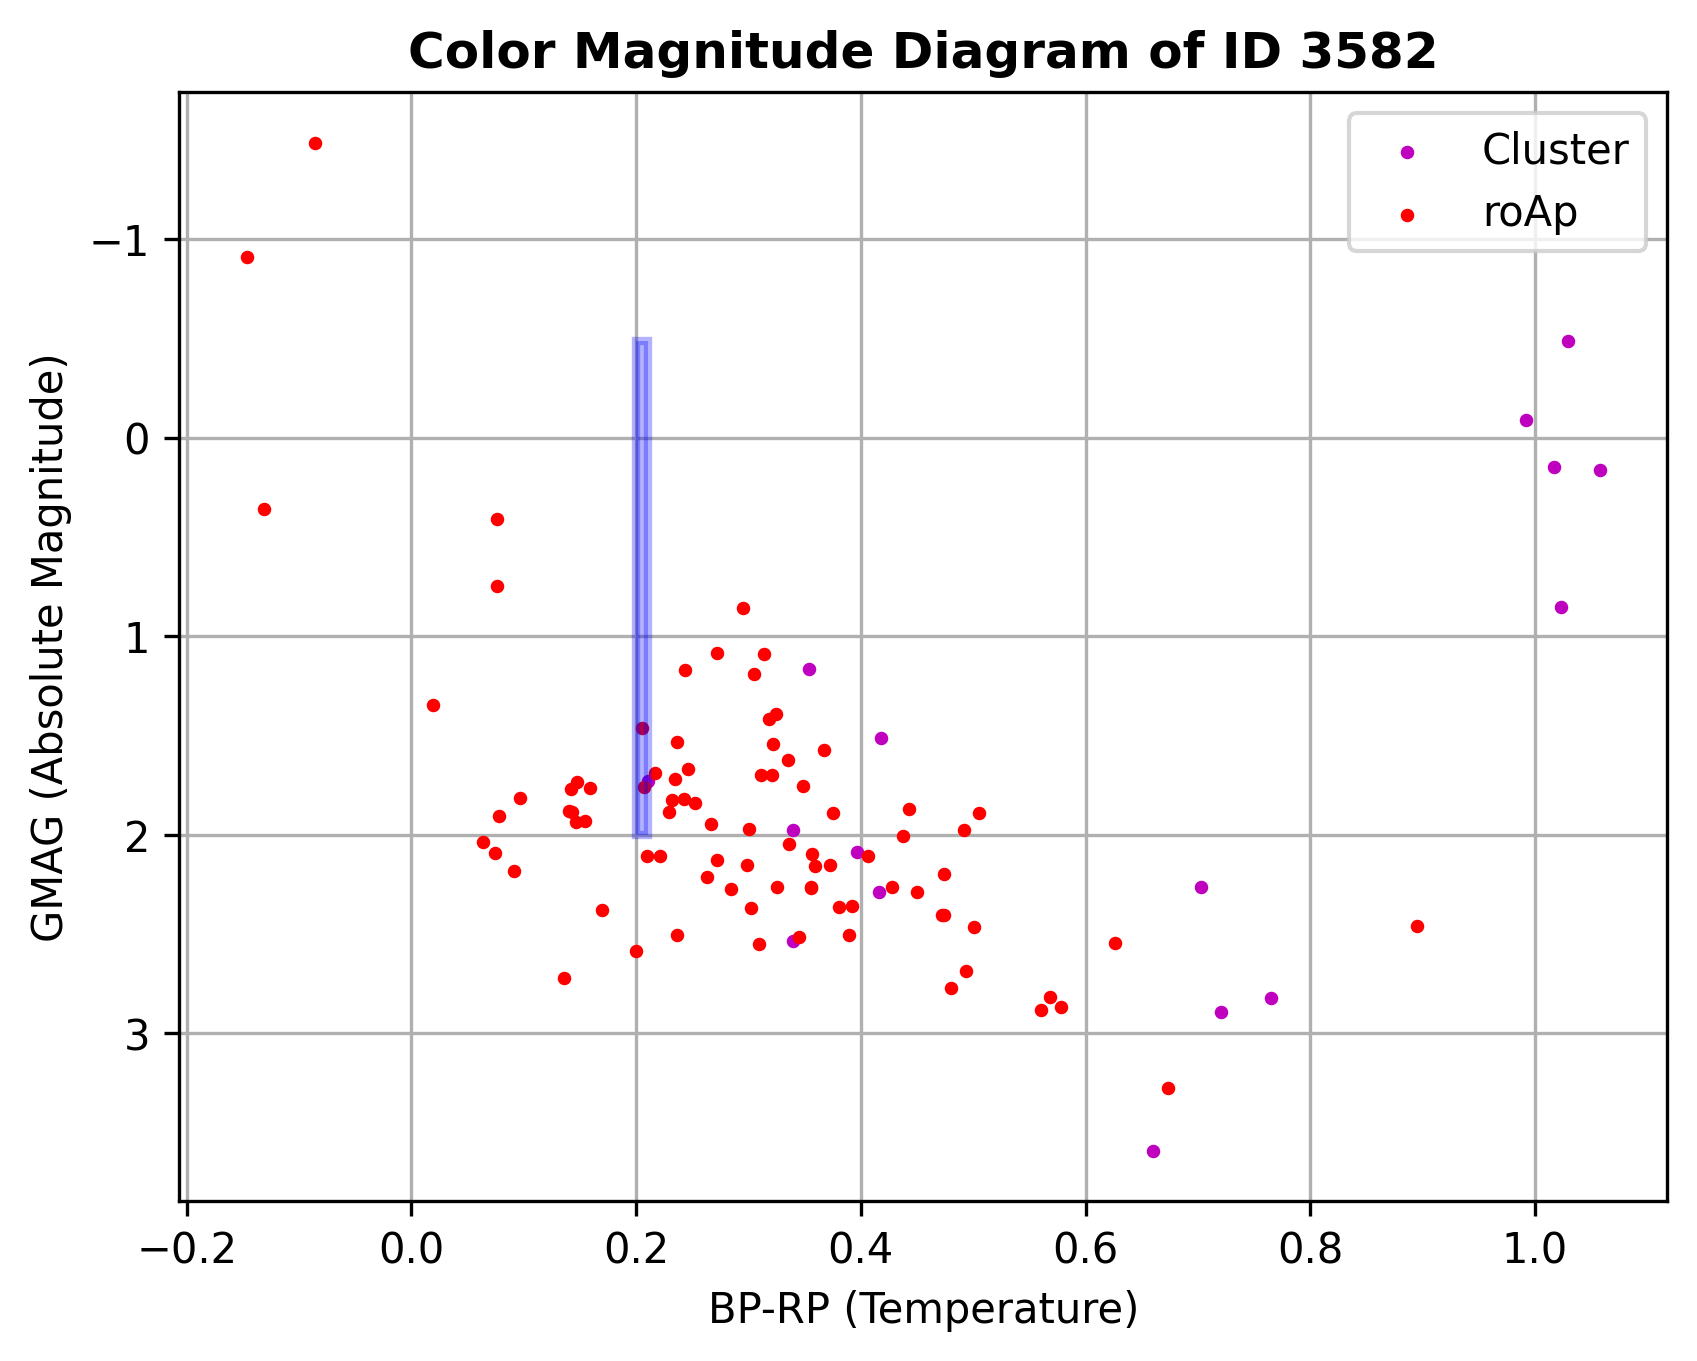 Color Magnitude Diagram of ID 3582
Cluster
roAp
−1
0
1
2
3
GMAG (Absolute Magnitude)
−0.2 0.0 0.2 0.4 0.6 0.8 1.0
BP-RP (Temperature)